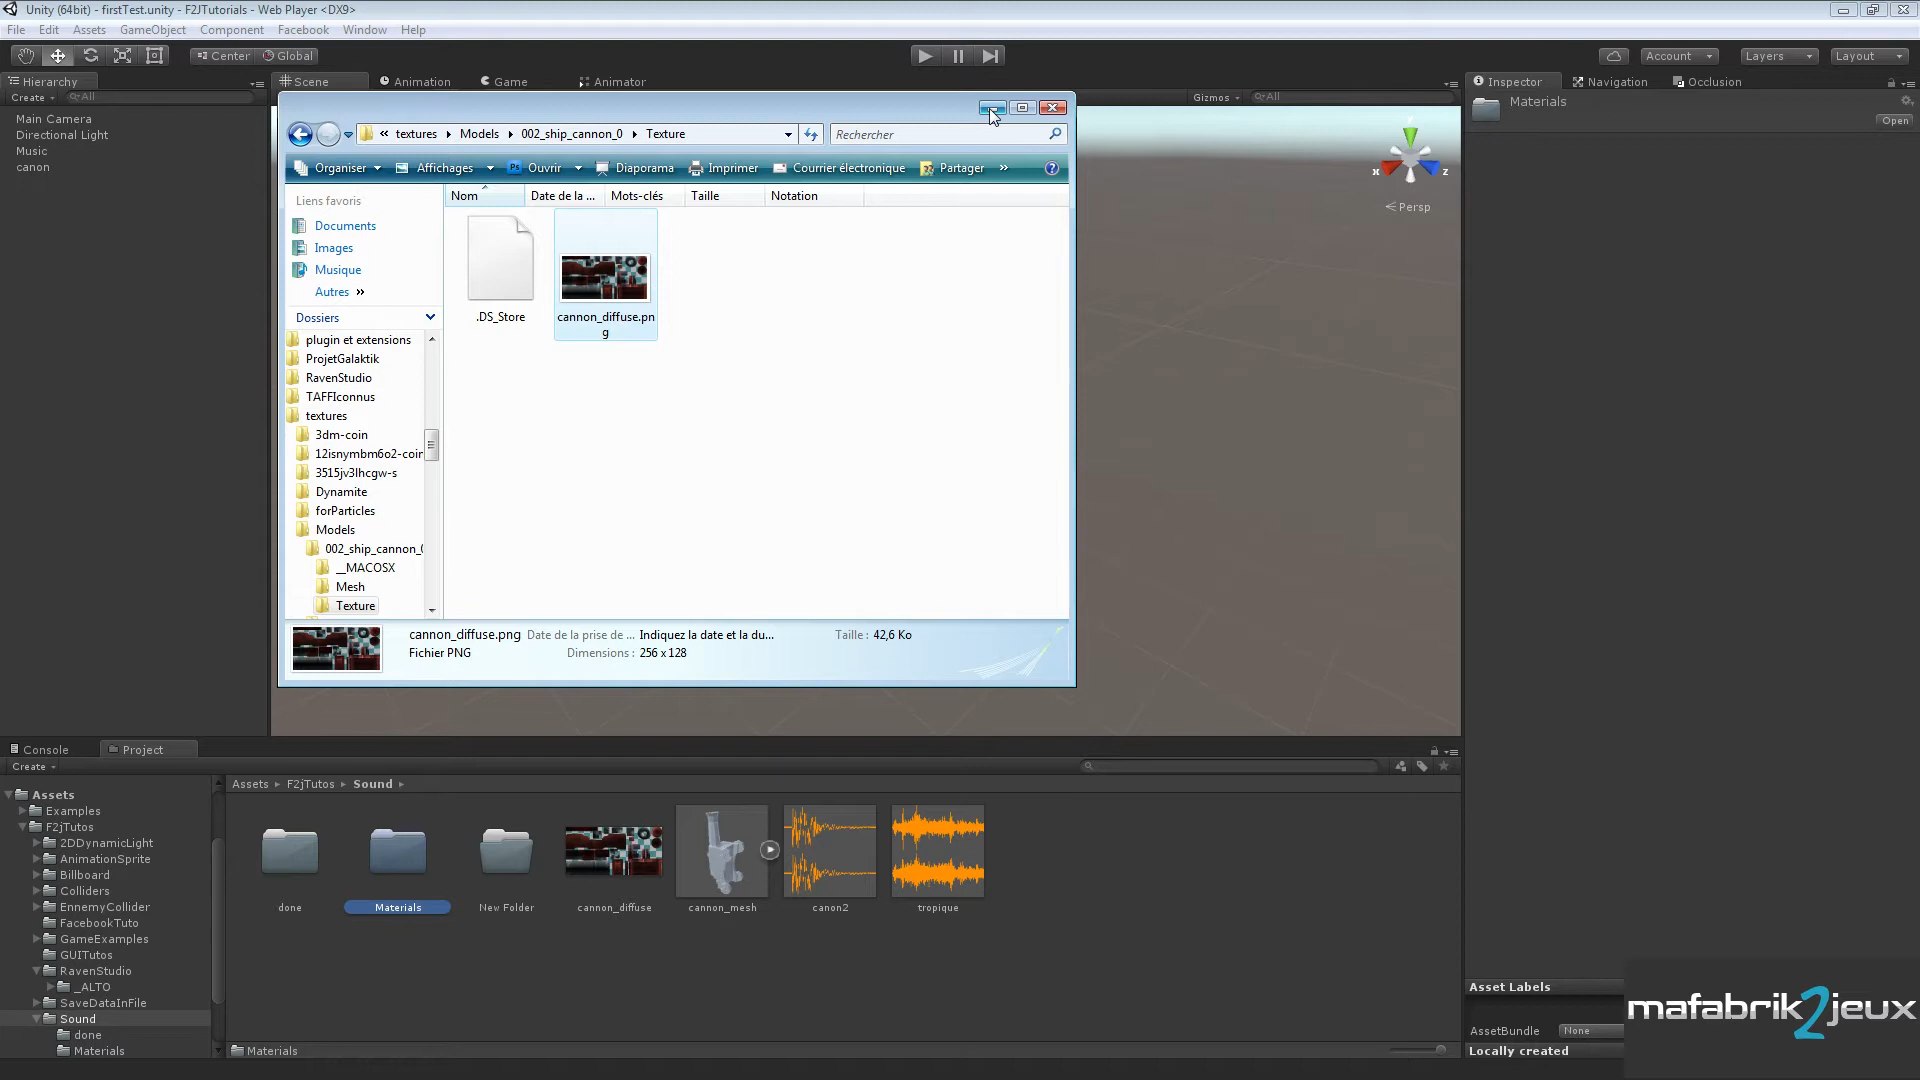 Unity (64bit) - firstTest.unity - F2JTutorials - Web Player <DX9>
File Edit Assets GameObject Component Facebook Window Help
Center Global Account Layers Layout
Hierarchy Scene Animation Game Animator Inspector Navigation Occlusion
Create All Gizmos All Materials
Open
Main Camera
Directional Light
Music
canon
textures Models 002_ship_cannon_0 Texture Rechercher
Organiser Affichages Ouvrir Diaporama Imprimer Courrier électronique Partager »
Nom Date de la ... Mots-clés Taille Notation
Liens favoris
Documents
Images
Musique
Autres »
Dossiers
plugin et extensions
ProjetGalaktik
RavenStudio
TAFFIconnus
textures
3dm-coin
12isnymbm6o2-coin
3515jv3lhcgw-s
Dynamite
forParticles
Models
002_ship_cannon_0
__MACOSX
Mesh
Texture
.DS_Store
cannon_diffuse.pn
g
cannon_diffuse.png Date de la prise de ... Indiquez la date et la du... Taille : 42,6 Ko
Fichier PNG Dimensions : 256 x 128
y
x z
Persp
Console Project
Create
Assets
Examples
F2jTutos
2DDynamicLight
AnimationSprite
Billboard
Colliders
EnnemyCollider
FacebookTuto
GameExamples
GUITutos
RavenStudio
_ALTO
SaveDataInFile
Sound
done
Materials
Assets F2jTutos Sound
done Materials New Folder cannon_diffuse cannon_mesh canon2 tropique
Materials
Asset Labels
AssetBundle None
Locally created
mafabrik2jeux